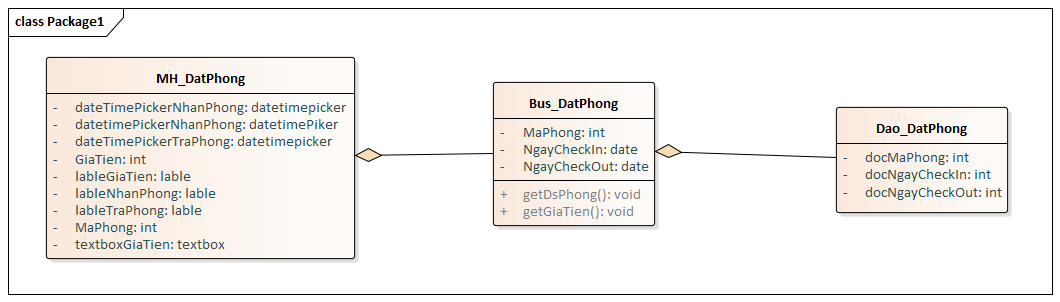 class Package1
MH_DatPhong
- dateTimePickerNhanPhong: datetimepicker
- datetimePickerNhanPhong: datetimePiker
- dateTimePickerTraPhong: datetimepicker
- GiaTien: int
- lableGiaTien: lable
- lableNhanPhong: lable
- lableTraPhong: lable
- MaPhong: int
- textboxGiaTien: textbox
Bus_DatPhong
- MaPhong: int
- NgayCheckIn: date
- NgayCheckOut: date
+ getDsPhong(): void
+ getGiaTien(): void
Dao_DatPhong
- docMaPhong: int
- docNgayCheckIn: int
- docNgayCheckOut: int